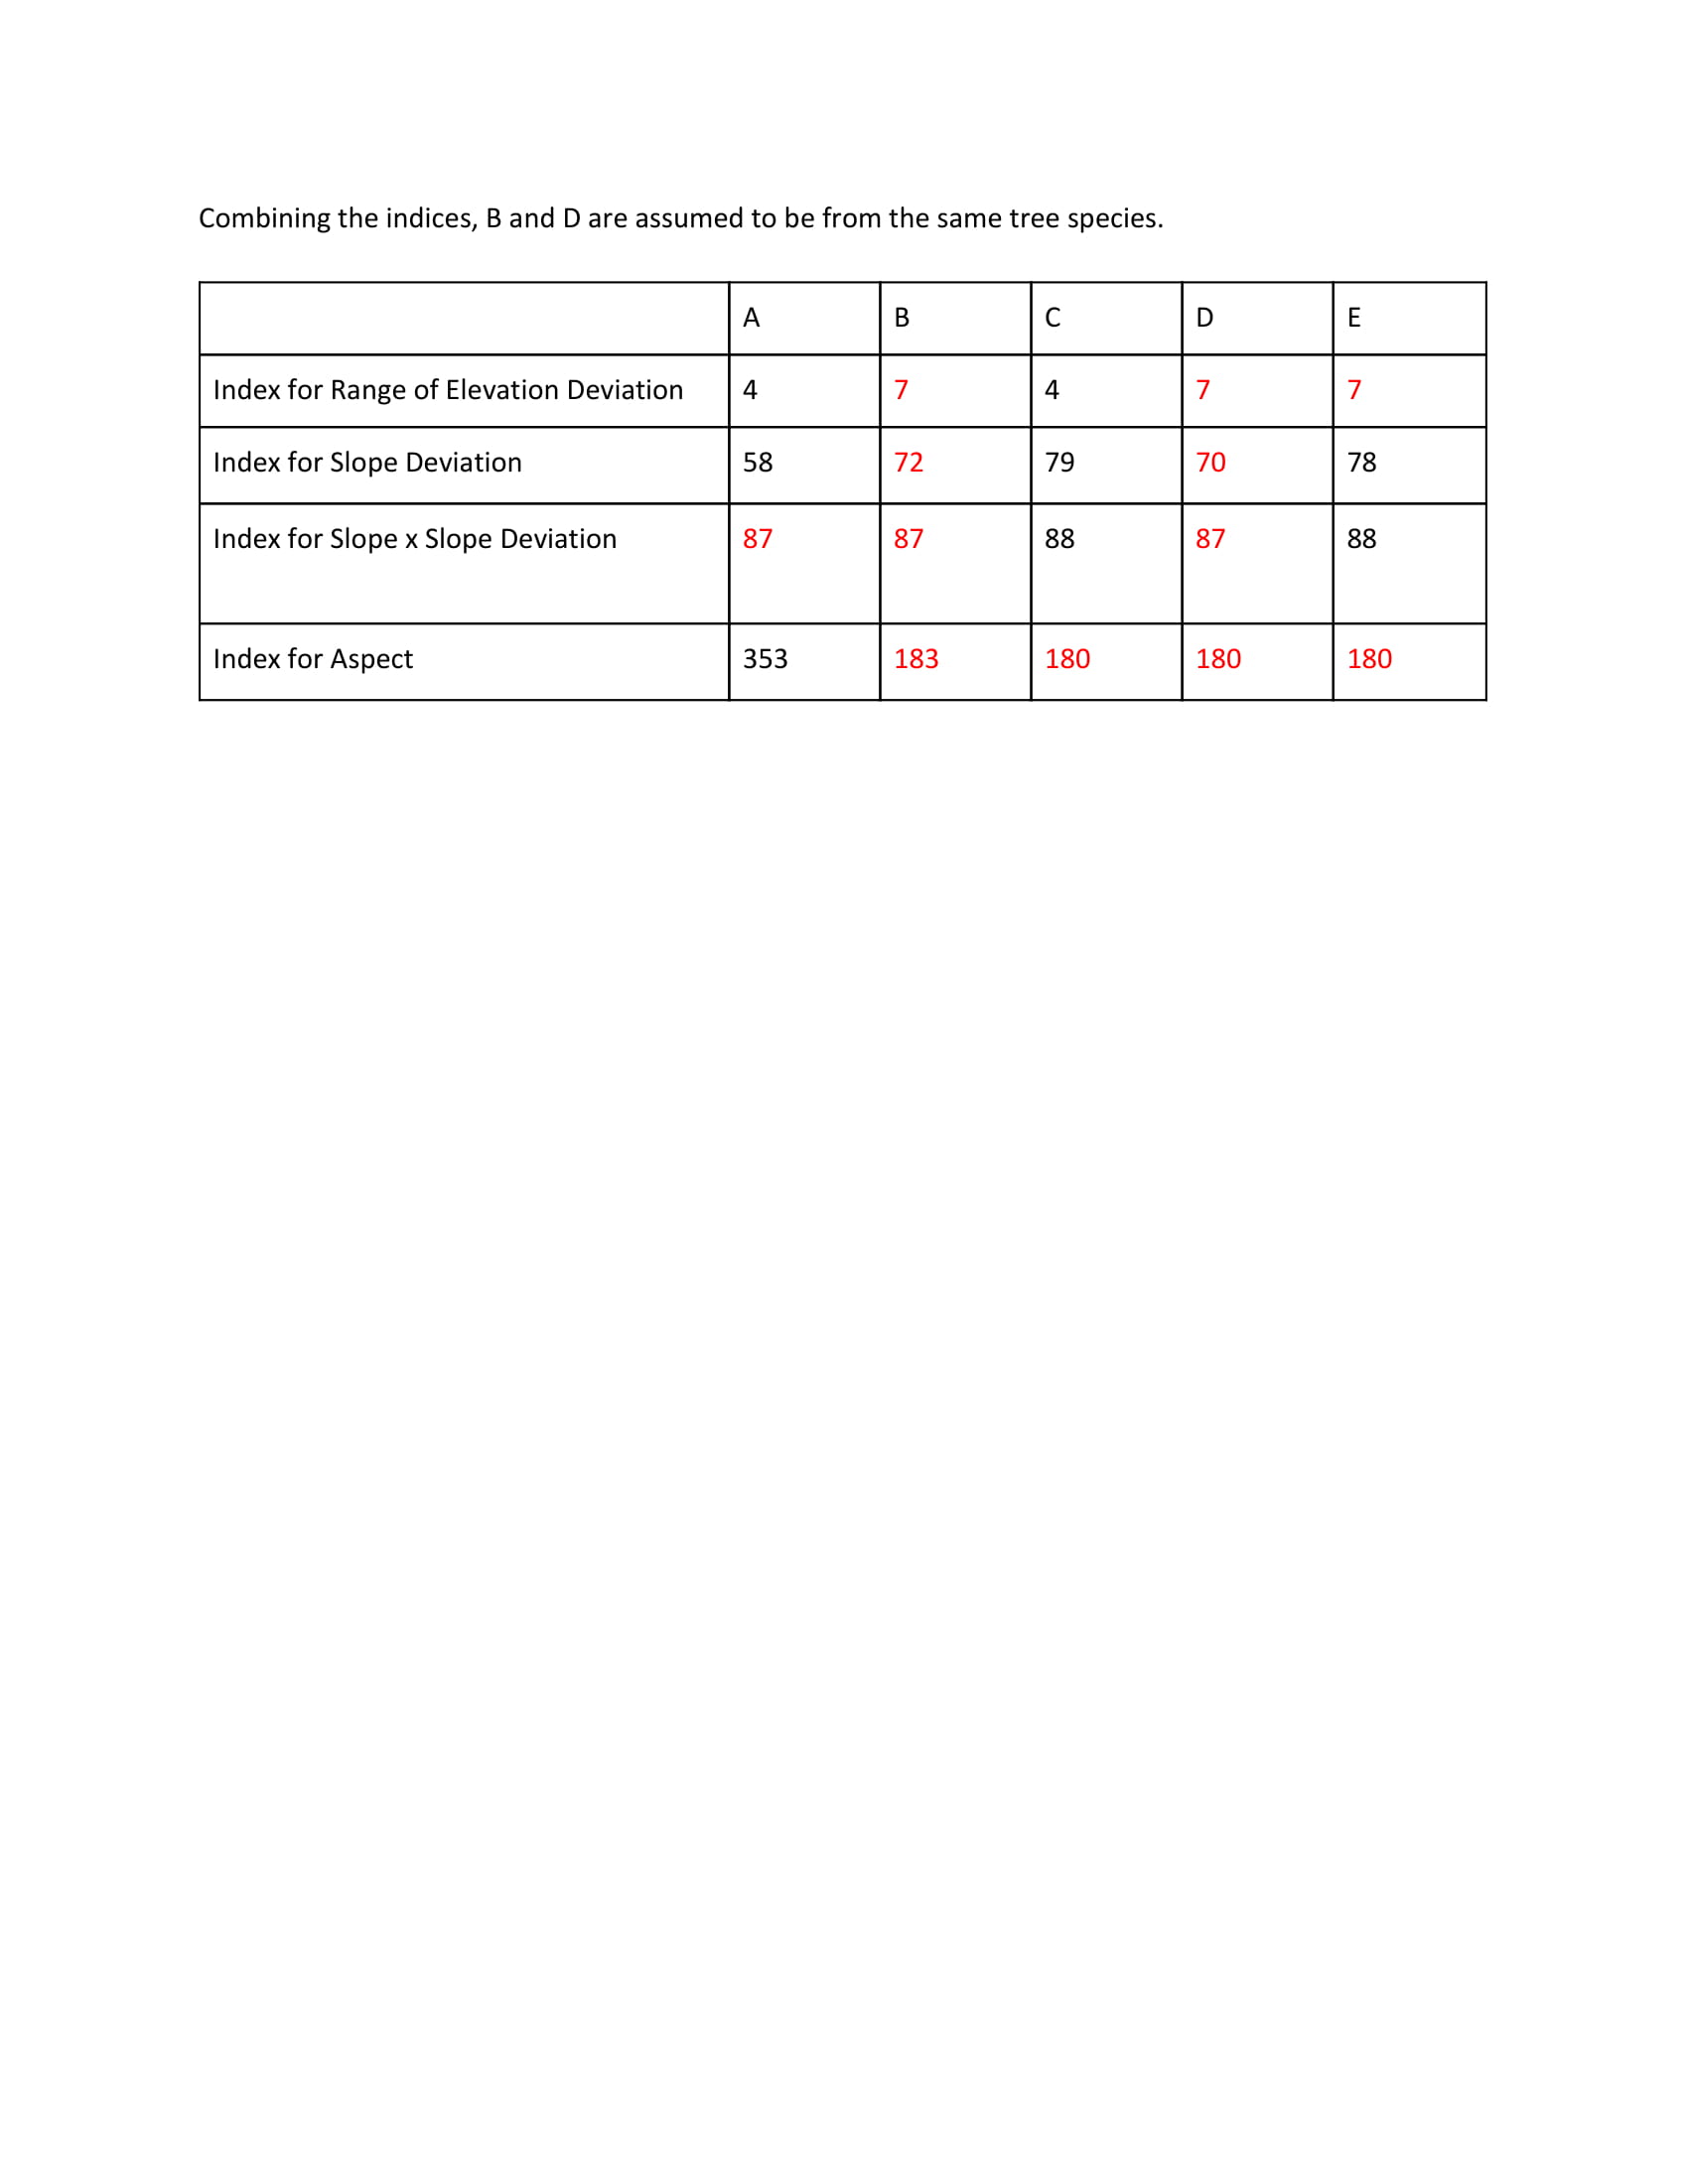 Combining the indices, B and D are assumed to be from the same tree species.
A B C D E
Index for Range of Elevation Deviation 4 7 4 7 7
Index for Slope Deviation 58 72 79 70 78
Index for Slope x Slope Deviation 87 87 88 87 88
Index for Aspect 353 183 180 180 180